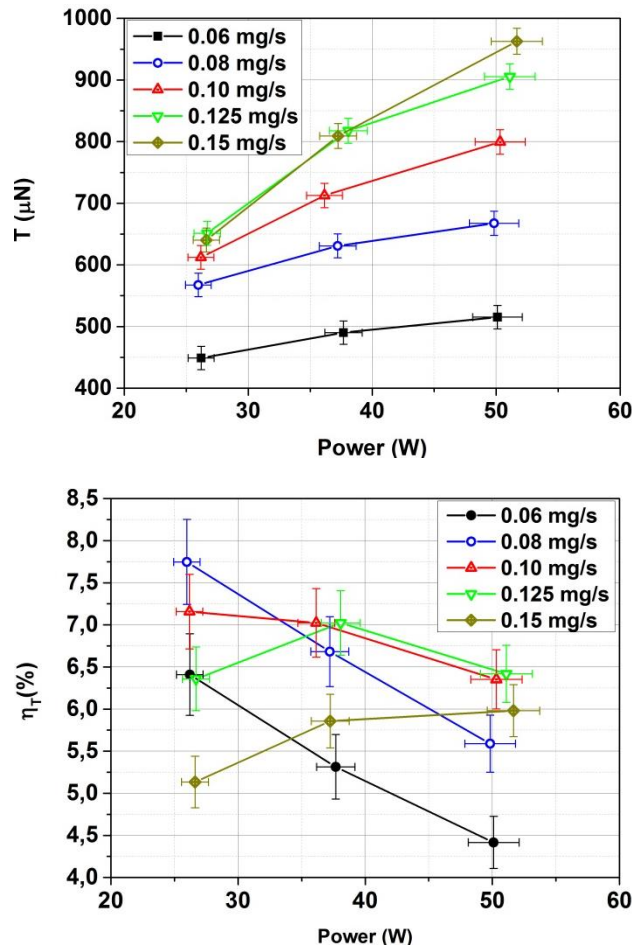 1000
900
800
700
600
500
400
T (μN)
0.06 mg/s
0.08 mg/s
0.10 mg/s
0.125 mg/s
0.15 mg/s
20 30 40 50 60
Power (W)
8,5
8,0
7,5
7,0
6,5
6,0
5,5
5,0
4,5
4,0
ηT(%)
0.06 mg/s
0.08 mg/s
0.10 mg/s
0.125 mg/s
0.15 mg/s
20 30 40 50 60
Power (W)